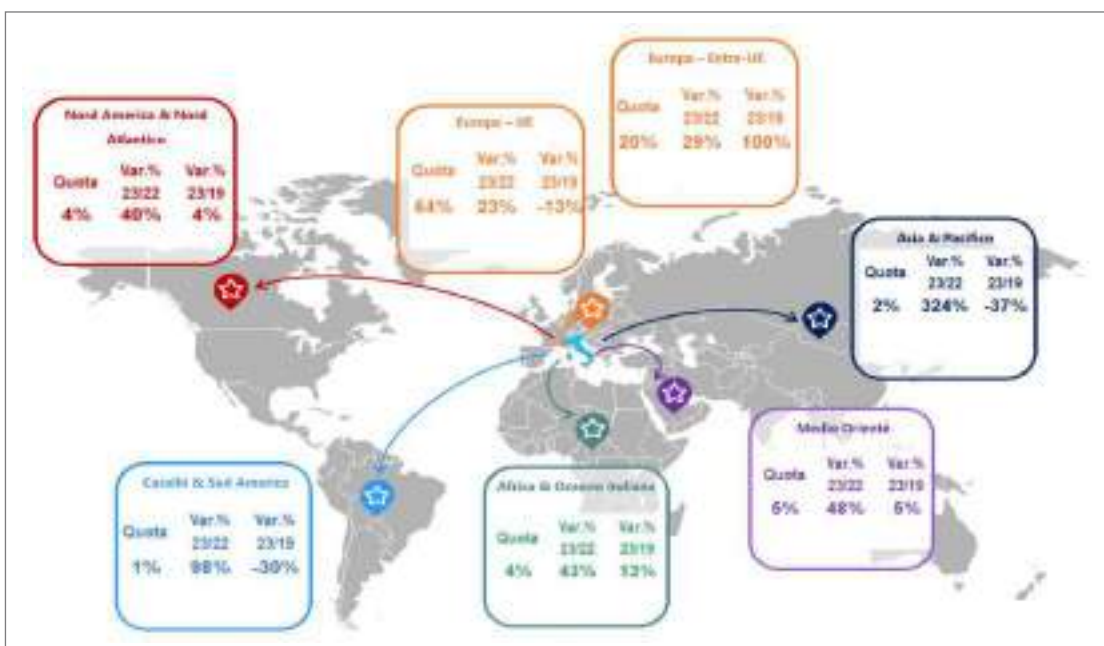 Nord America & Nord
Atlantico
Quota Var.% Var.%
23/22 23/19
4% 40% 4%
Europa – UE
Quota Var.% Var.%
23/22 23/19
64% 23% -13%
Europa – Extra-UE
Quota Var.% Var.%
23/22 23/19
20% 29% 100%
Asia & Pacifico
Quota Var.% Var.%
23/22 23/19
2% 324% -37%
Medio Oriente
Quota Var.% Var.%
23/22 23/19
5% 48% 5%
Africa & Oceano Indiano
Quota Var.% Var.%
23/22 23/19
4% 43%
Caraibi & Sud America
Quota Var.% Var.%
23/22 23/19
1% 98% -30%